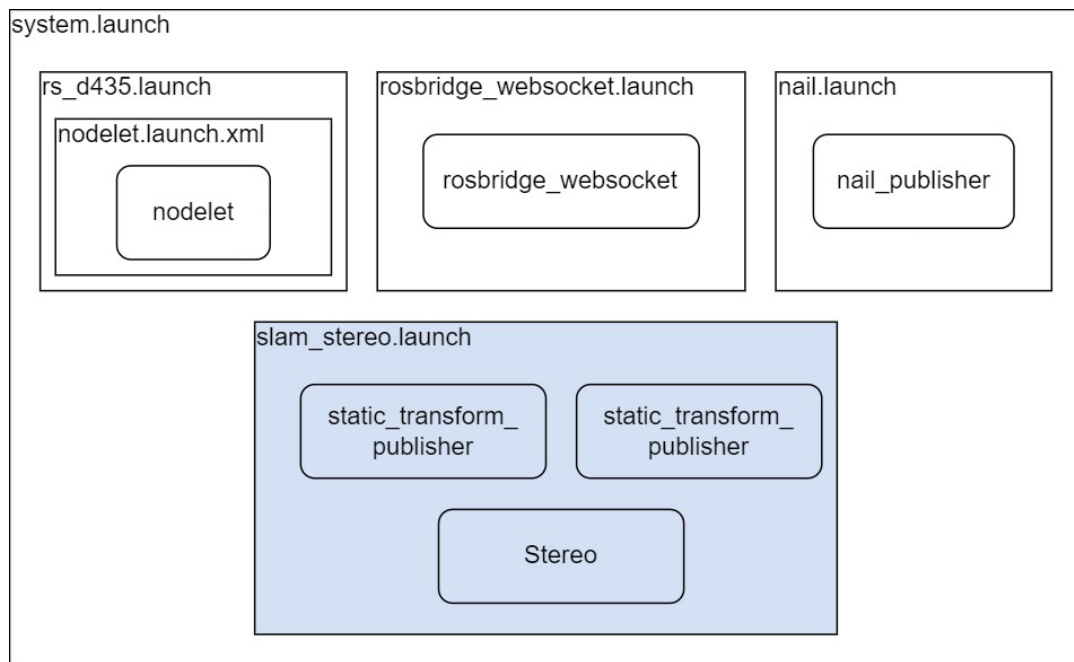 system.launch
rs_d435.launch
nodelet.launch.xml
nodelet
rosbridge_websocket.launch
rosbridge_websocket
nail.launch
nail_publisher
slam_stereo.launch
static_transform_
publisher
static_transform_
publisher
Stereo